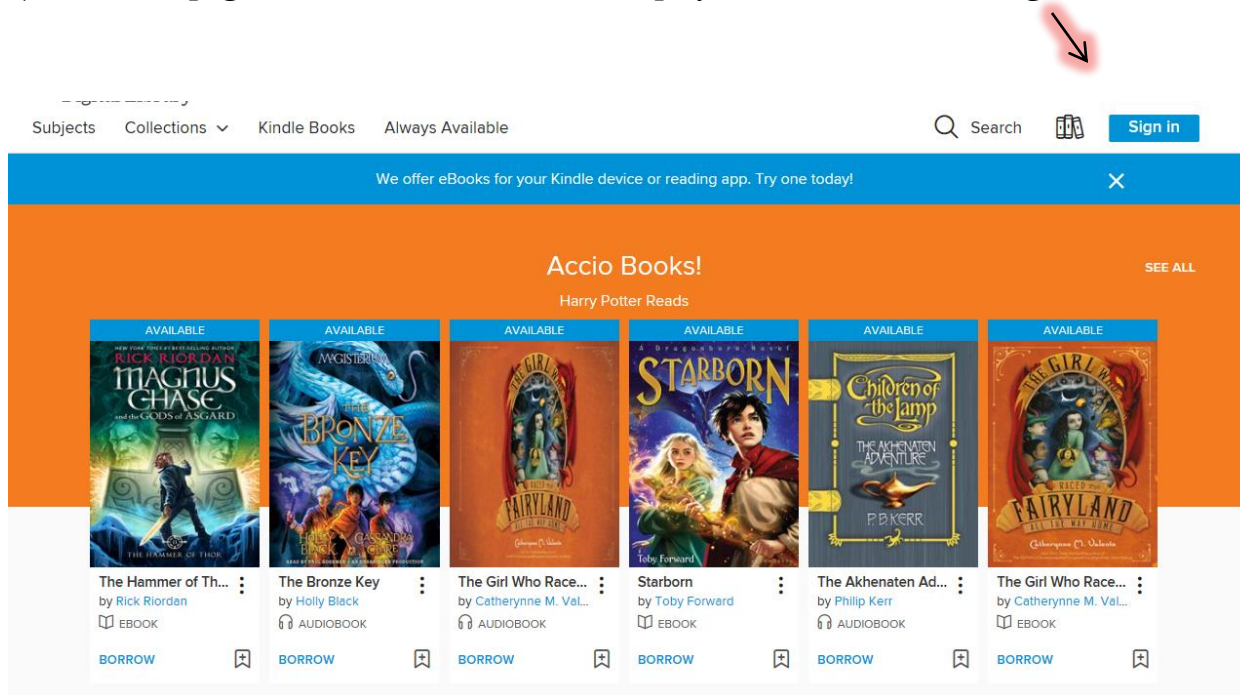 Subjects Collections Kindle Books Always Available Search Sign in
We offer eBooks for your Kindle device or reading app. Try one today!
Accio Books!
SEE ALL
Harry Potter Reads
AVAILABLE AVAILABLE AVAILABLE AVAILABLE AVAILABLE AVAILABLE
RICK RIORDAN
MAGNUS
CHASE
and the GODS of ASGARD
THE HAMMER OF THOR
MAGISTERIUM
THE
BRONZE
KEY
HOLLY BLACK CASSANDRA CLARE
THE GIRL WHO
RACED
FAIRYLAND
ALL THE WAY HOME
Catherynne M. Valente
A Dragonborn Novel
STARBORN
Toby Forward
Children of
the Lamp
THE AKHENATEN
ADVENTURE
P.B. KERR
THE GIRL WHO
RACED
FAIRYLAND
ALL THE WAY HOME
Catherynne M. Valente
The Hammer of Th... The Bronze Key The Girl Who Race... Starborn The Akhenaten Ad... The Girl Who Race...
by Rick Riordan by Holly Black by Catherynne M. Val... by Toby Forward by Philip Kerr by Catherynne M. Val...
EBOOK AUDIOBOOK AUDIOBOOK EBOOK AUDIOBOOK EBOOK
BORROW BORROW BORROW BORROW BORROW BORROW